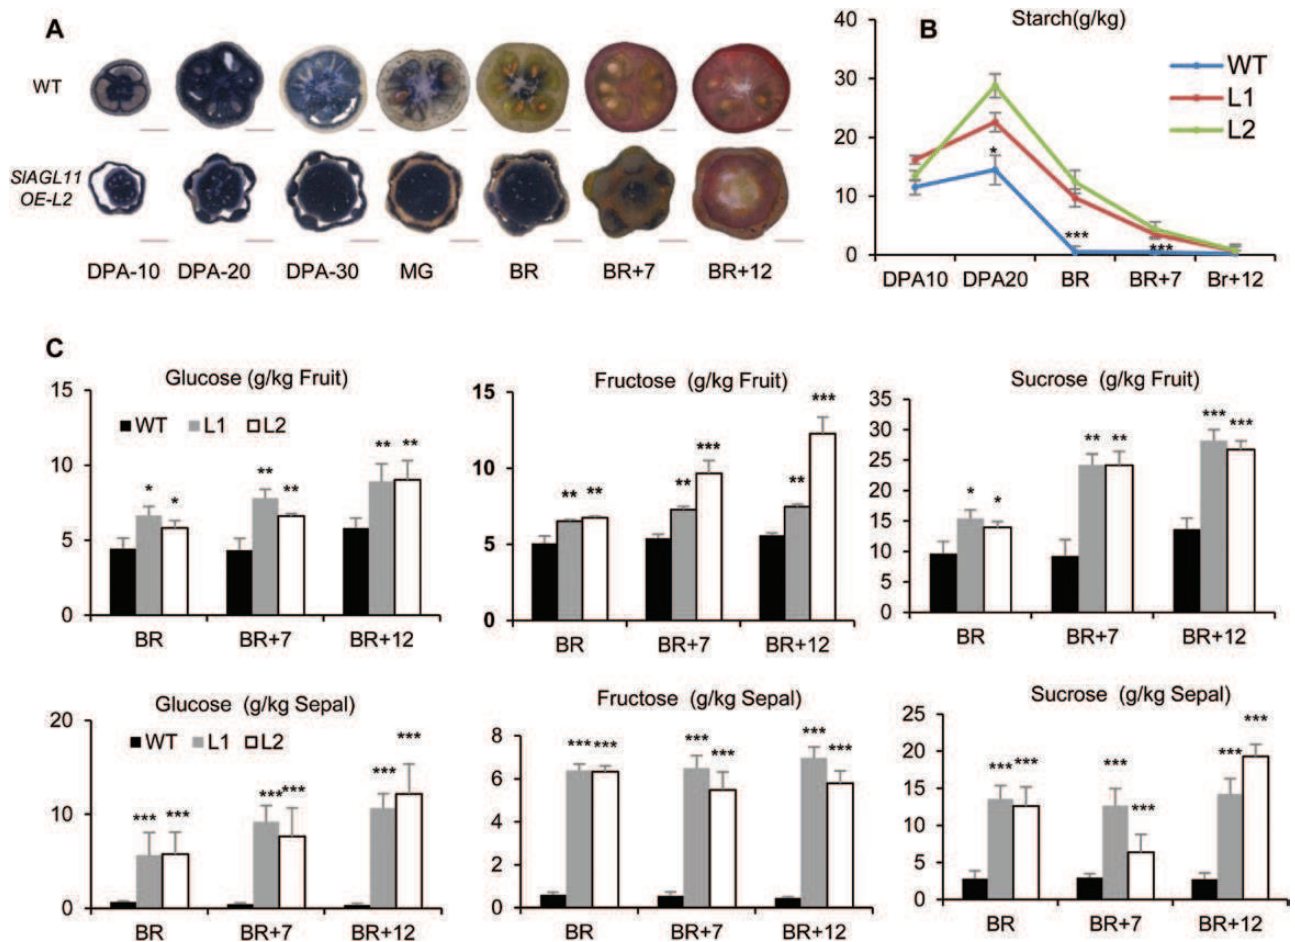 A
WT
SlAGL11
OE-L2
DPA-10 DPA-20 DPA-30 MG BR BR+7 BR+12
B
Starch(g/kg)
40
30
20
10
0
WT
L1
L2
*
***
***
DPA10 DPA20 BR BR+7 Br+12
C
Glucose (g/kg Fruit)
15
10
5
0
WT L1 L2
* * ** ** ** **
BR BR+7 BR+12
Fructose (g/kg Fruit)
15
10
5
0
** ** ** *** ** ***
BR BR+7 BR+12
Sucrose (g/kg Fruit)
35
30
25
20
15
10
5
0
* * ** ** *** ***
BR BR+7 BR+12
Glucose (g/kg Sepal)
20
10
0
WT L1 L2
*** *** *** *** *** ***
BR BR+7 BR+12
Fructose (g/kg Sepal)
8
6
4
2
0
*** *** *** *** *** ***
BR BR+7 BR+12
Sucrose (g/kg Sepal)
25
20
15
10
5
0
*** *** *** *** *** ***
BR BR+7 BR+12